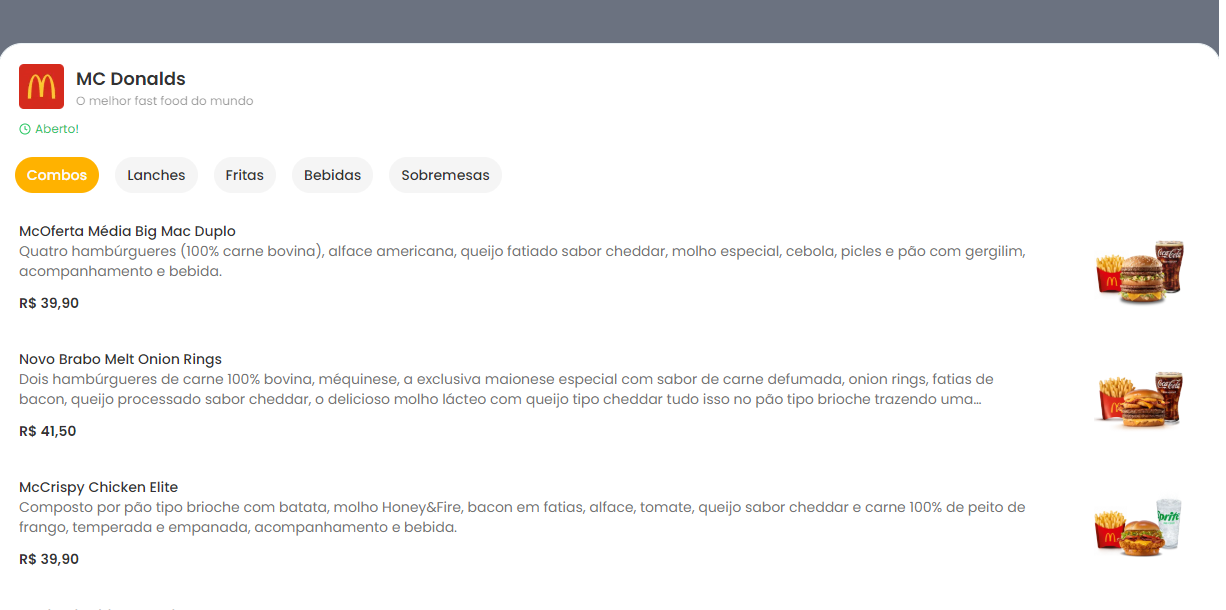 MC Donalds
O melhor fast food do mundo
Aberto!
Combos Lanches Fritas Bebidas Sobremesas
McOferta Média Big Mac Duplo
Quatro hambúrgueres (100% carne bovina), alface americana, queijo fatiado sabor cheddar, molho especial, cebola, picles e pão com gergilim,
acompanhamento e bebida.
R$ 39,90
Coca-Cola
Novo Brabo Melt Onion Rings
Dois hambúrgueres de carne 100% bovina, méquinese, a exclusiva maionese especial com sabor de carne defumada, onion rings, fatias de
bacon, queijo processado sabor cheddar, o delicioso molho lácteo com queijo tipo cheddar tudo isso no pão tipo brioche trazendo uma…
R$ 41,50
Coca-Cola
McCrispy Chicken Elite
Composto por pão tipo brioche com batata, molho Honey&Fire, bacon em fatias, alface, tomate, queijo sabor cheddar e carne 100% de peito de
frango, temperada e empanada, acompanhamento e bebida.
R$ 39,90
Sprite